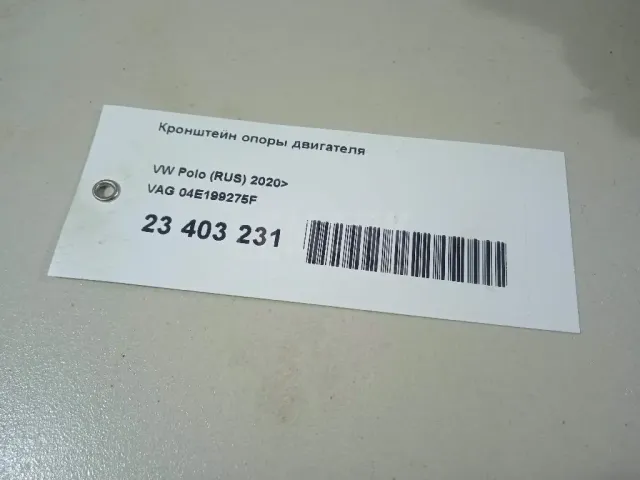 Кронштейн опоры двигателя
VW Polo (RUS) 2020>
VAG 04E199275F
23 403 231